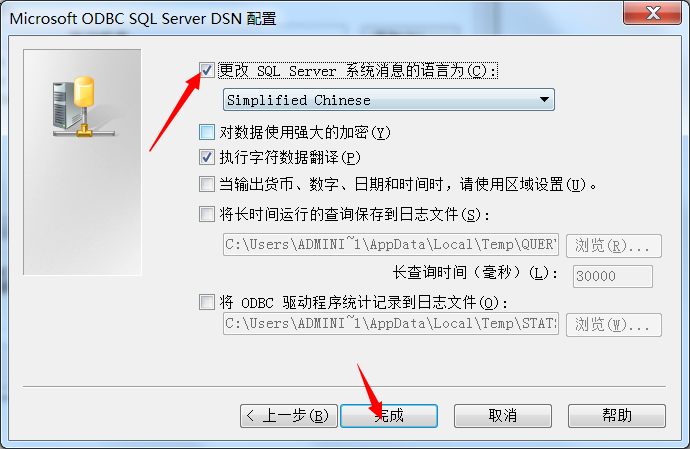 Microsoft ODBC SQL Server DSN 配置
更改 SQL Server 系统消息的语言为(C):
Simplified Chinese
对数据使用强大的加密(Y)
执行字符数据翻译(P)
当输出货币、数字、日期和时间时，请使用区域设置(U)。
将长时间运行的查询保存到日志文件(S):
C:\Users\ADMINI~1\AppData\Local\Temp\QUER 浏览(R)...
长查询时间（毫秒）(L): 30000
将 ODBC 驱动程序统计记录到日志文件(O):
C:\Users\ADMINI~1\AppData\Local\Temp\STAT 浏览(W)...
< 上一步(B) 完成 取消 帮助